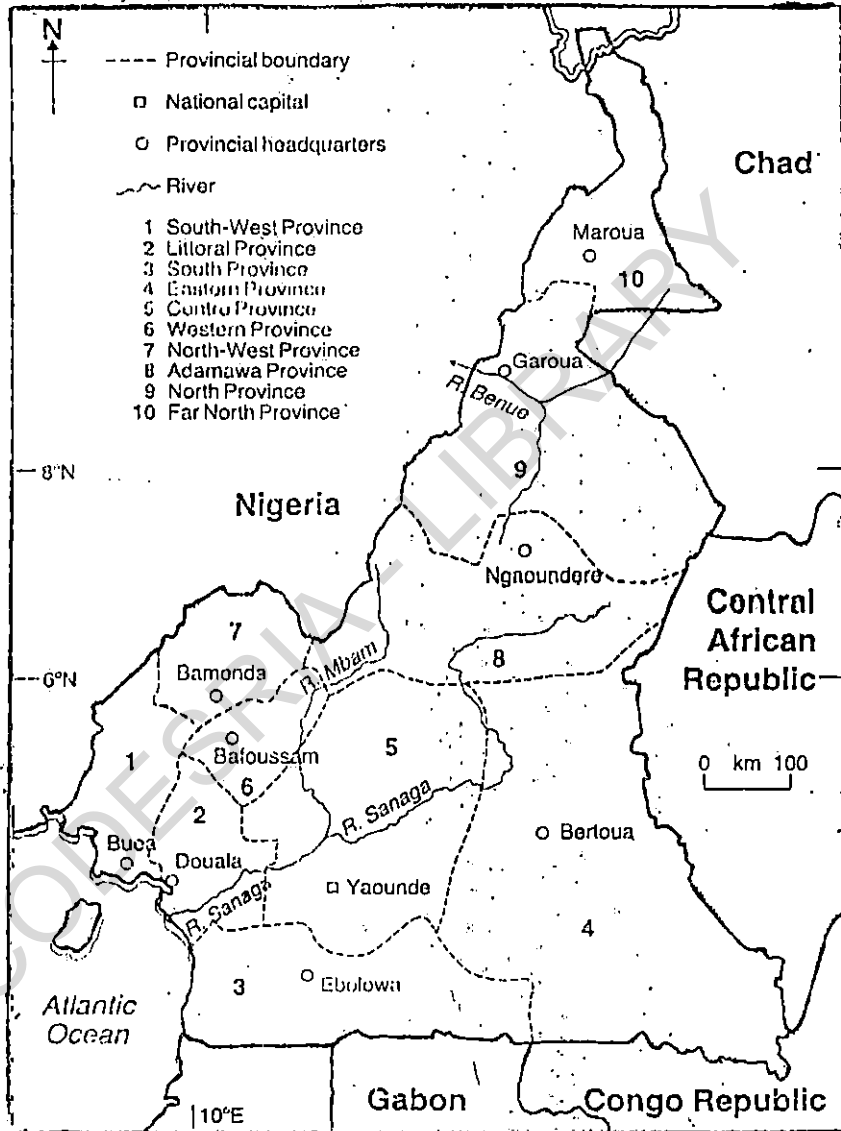 N
Provincial boundary
National capital
Provincial headquarters
River
1 South-West Province
2 Littoral Province
3 South Province
4 Eastern Province
5 Centre Province
6 Western Province
7 North-West Province
8 Adamawa Province
9 North Province
10 Far North Province
Chad
Maroua
10
Garoua
R. Benue
8°N
9
Nigeria
Ngaoundere
Central
African
Republic
7
8
R. Mbam
6°N
Bamonda
1
Bafoussam
5
0 km 100
6
2
R. Sanaga
Buea
Douala
Bertoua
Yaounde
R. Sanaga
4
3
Ebolowa
Atlantic
Ocean
10°E
Gabon
Congo Republic
CODESRIA - LIBRARY